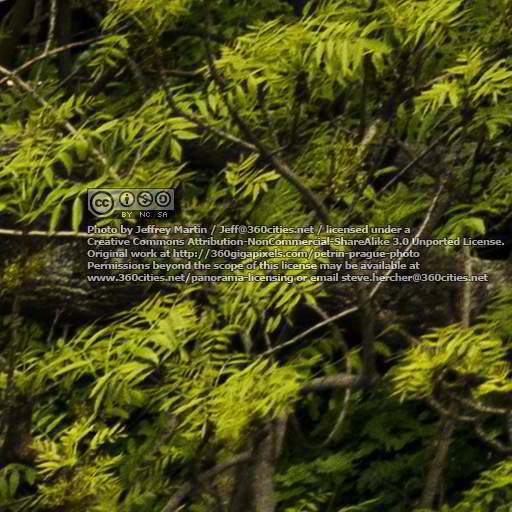 cc BY NC SA
Photo by Jeffrey Martin / Jeff@360cities.net / licensed under a
Creative Commons Attribution-NonCommercial-ShareAlike 3.0 Unported License.
Original work at http://360gigapixels.com/petrin-prague-photo
Permissions beyond the scope of this license may be available at
www.360cities.net/panorama-licensing or email steve.hercher@360cities.net